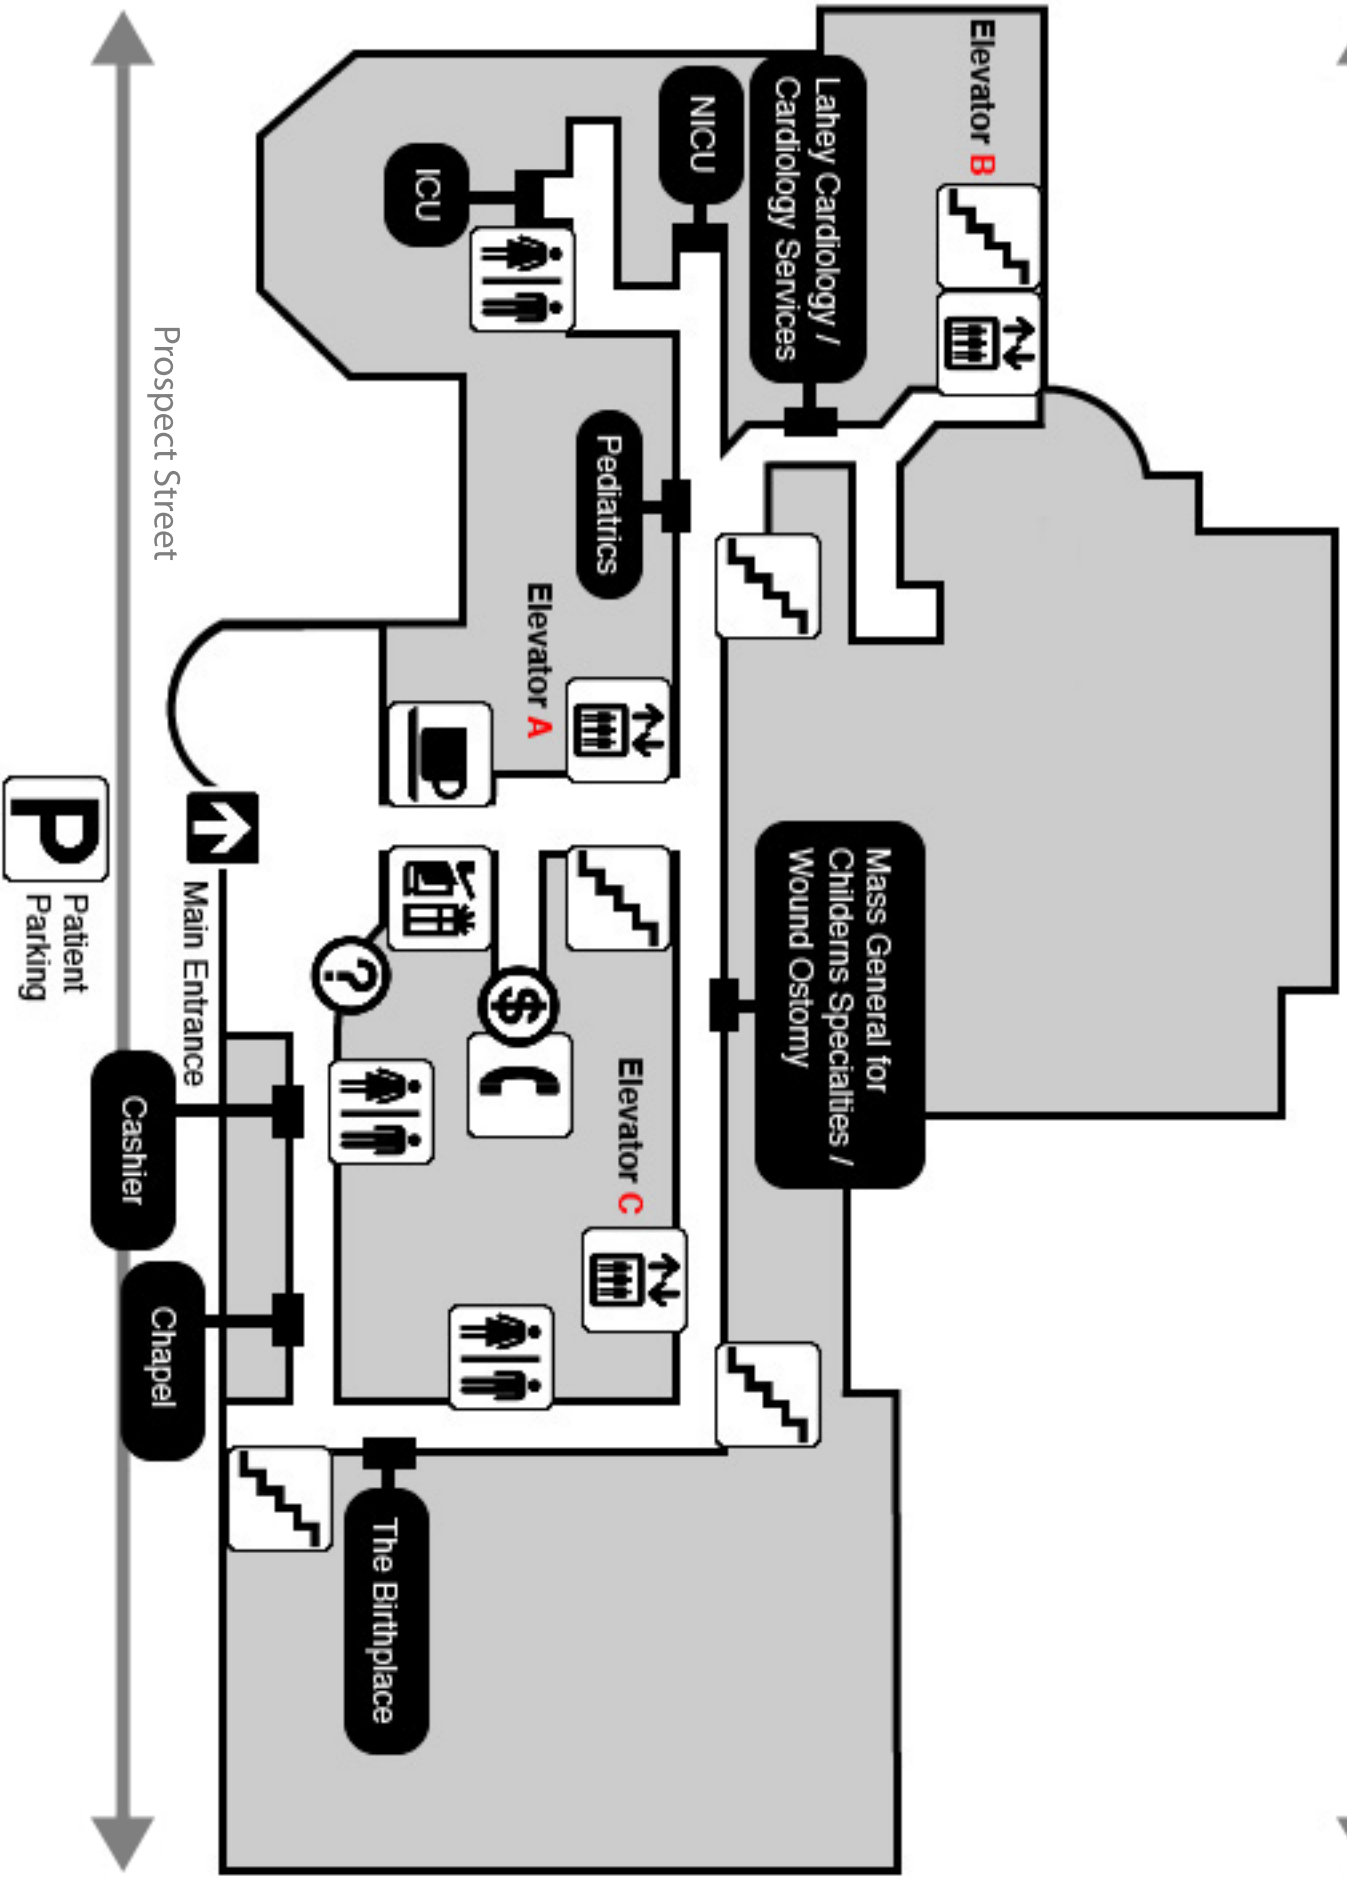 Elevator B
Lahey Cardiology /
Cardiology Services
NICU
ICU
Pediatrics
Elevator A
Prospect Street
Mass General for
Childerns Specialties /
Wound Ostomy
$
?
Elevator C
Main Entrance
P
Patient
Parking
Cashier
Chapel
The Birthplace